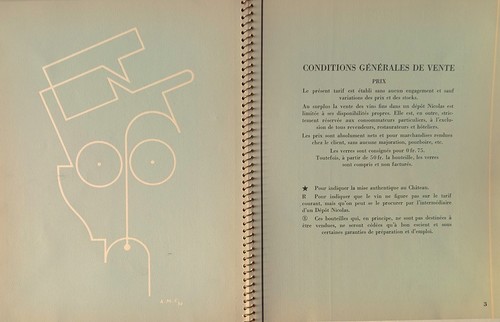 CONDITIONS GÉNÉRALES DE VENTE
PRIX
Le présent tarif est établi sans aucun engagement et sauf
variations des prix et des stocks.
Au surplus la vente des vins fins dans un dépôt Nicolas est
limitée à ses disponibilités propres. Elle est, en outre, stric-
tement réservée aux consommateurs particuliers, à l'exclu-
sion de tous revendeurs, restaurateurs et hôteliers.
Les prix sont absolument nets et pour marchandises rendues
chez le client, sans aucune majoration, pourboire, etc.
Les verres sont consignés pour 0 fr. 75.
Toutefois, à partir de 50 fr. la bouteille, les verres
sont compris et non facturés.
★ Pour indiquer la mise authentique au Château.
Pour indiquer que le vin ne figure pas sur le tarif
courant, mais qu'on peut se le procurer par l'intermédiaire
d'un Dépôt Nicolas.
Ces bouteilles qui, en principe, ne sont pas destinées à
être vendues, ne seront cédées qu'à bon escient et sous
certaines garanties de préparation et d'emploi.
3